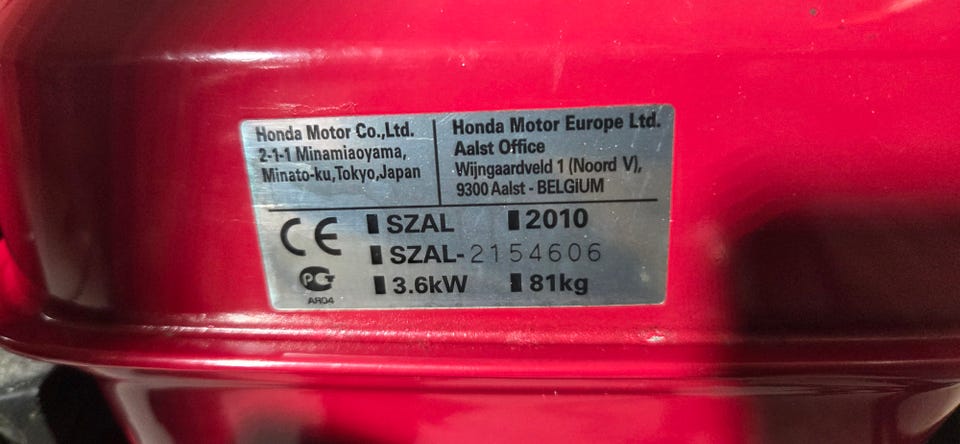 Honda Motor Co.,Ltd.
2-1-1 Minamiaoyama,
Minato-ku,Tokyo,Japan
Honda Motor Europe Ltd.
Aalst Office
Wijngaardveld 1 (Noord V),
9300 Aalst - BELGiUM
CE
SZAL 2010
SZAL-2154606
3.6kW 81kg
PCT
AR04